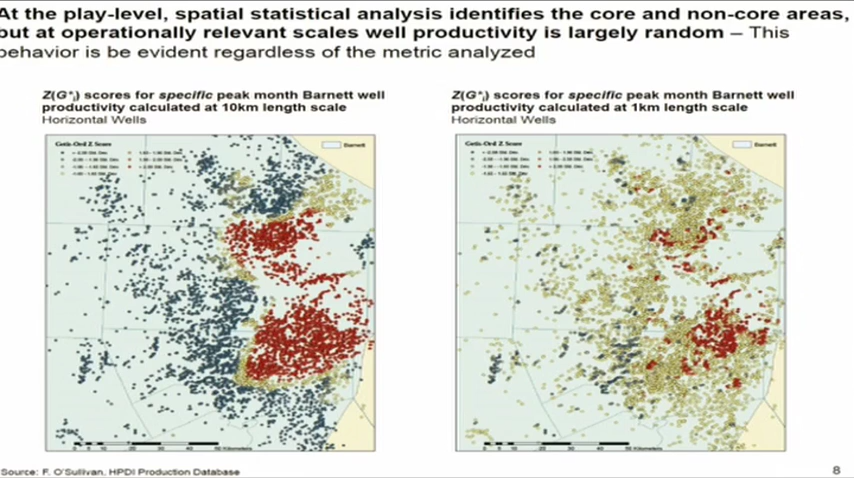 At the play-level, spatial statistical analysis identifies the core and non-core areas,
but at operationally relevant scales well productivity is largely random – This
behavior is be evident regardless of the metric analyzed
Z(G*i) scores for specific peak month Barnett well
productivity calculated at 10km length scale
Horizontal Wells
Z(G*i) scores for specific peak month Barnett well
productivity calculated at 1km length scale
Horizontal Wells
Getis-Ord Z Score
Barnett
Getis-Ord Z Score
Barnett
Source: F. O'Sullivan, HPDI Production Database
8